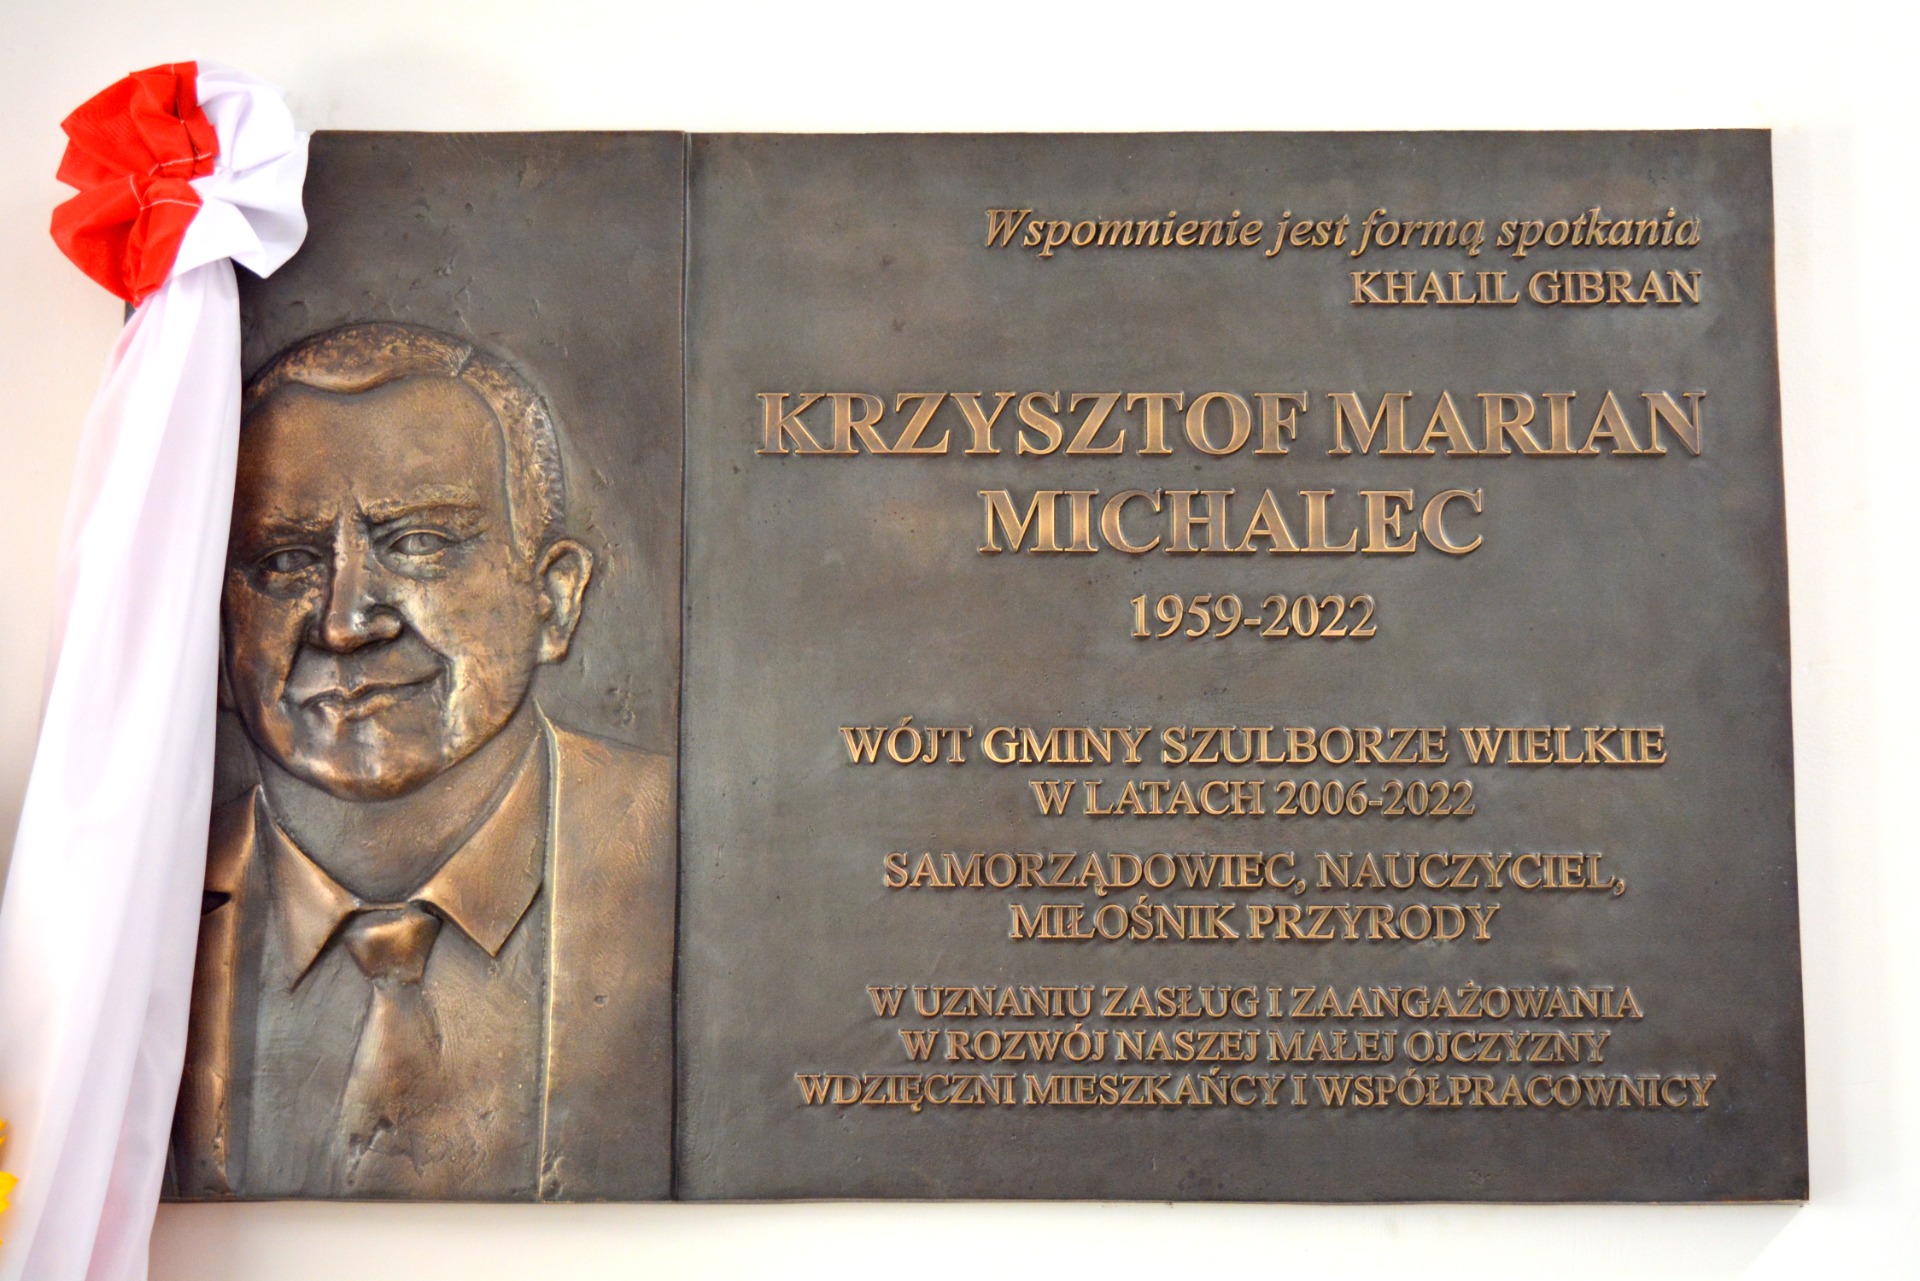 Wspomnienie jest formą spotkania
KHALIL GIBRAN
KRZYSZTOF MARIAN
MICHALEC
1959-2022
WÓJT GMINY SZULBORZE WIELKIE
W LATACH 2006-2022
SAMORZĄDOWIEC, NAUCZYCIEL,
MIŁOŚNIK PRZYRODY
W UZNANIU ZASŁUG I ZAANGAŻOWANIA
W ROZWÓJ NASZEJ MAŁEJ OJCZYZNY
WDZIĘCZNI MIESZKAŃCY I WSPÓŁPRACOWNICY